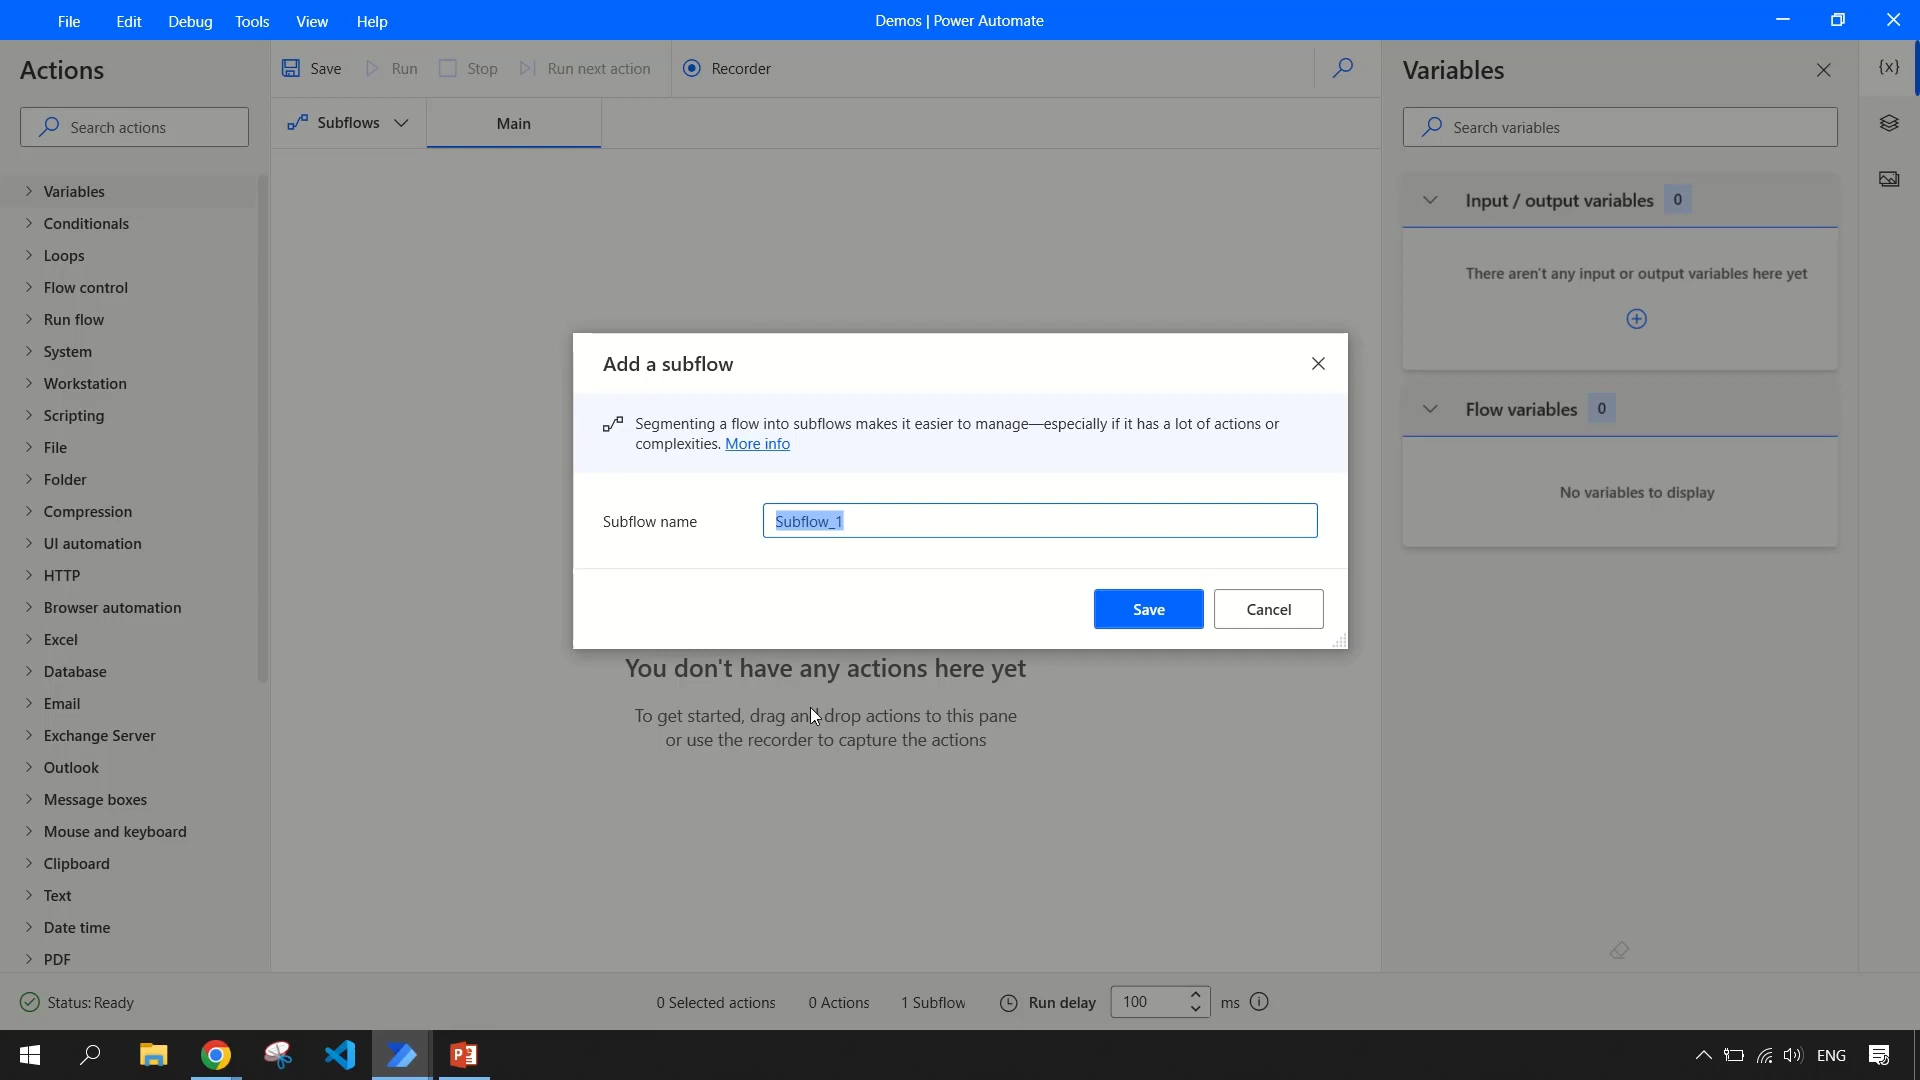 File Edit Debug Tools View Help
Demos | Power Automate
Actions
Search actions
Variables
Conditionals
Loops
Flow control
Run flow
System
Workstation
Scripting
File
Folder
Compression
UI automation
HTTP
Browser automation
Excel
Database
Email
Exchange Server
Outlook
Message boxes
Mouse and keyboard
Clipboard
Text
Date time
PDF
Save Run Stop Run next action Recorder
Subflows Main
Add a subflow
Segmenting a flow into subflows makes it easier to manage—especially if it has a lot of actions or
complexities. More info
Subflow name Subflow_1
Save Cancel
You don't have any actions here yet
To get started, drag and drop actions to this pane
or use the recorder to capture the actions
Variables
{x}
Search variables
Input / output variables 0
There aren't any input or output variables here yet
Flow variables 0
No variables to display
Status: Ready
0 Selected actions 0 Actions 1 Subflow Run delay 100 ms
ENG